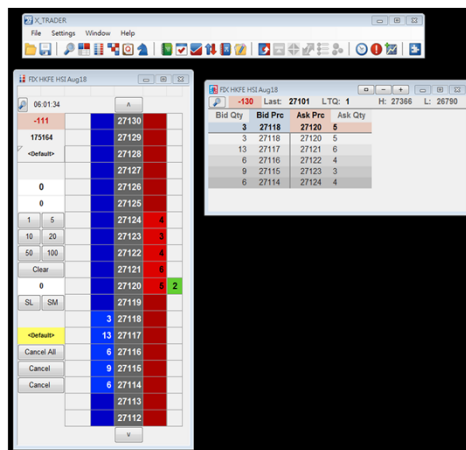 X_TRADER
File Settings Window Help
FIX HKFE HSI Aug18
06:01:34
-111 27130
175164 27129
<Default> 27128
27127
0 27126
0 27125
1 5 27124 4
10 20 27123 3
50 100 27122 4
Clear 27121 6
0 27120 5 2
SL SM 27119
3 27118
<Default> 13 27117
Cancel All 6 27116
Cancel 9 27115
Cancel 6 27114
27113
27112
FIX HKFE HSI Aug18
-130 Last: 27101 LTQ: 1 H: 27366 L: 26790
Bid Qty Bid Prc Ask Prc Ask Qty
3 27118 27120 5
3 27118 27120 5
13 27117 27121 6
6 27116 27122 4
9 27115 27123 3
6 27114 27124 4